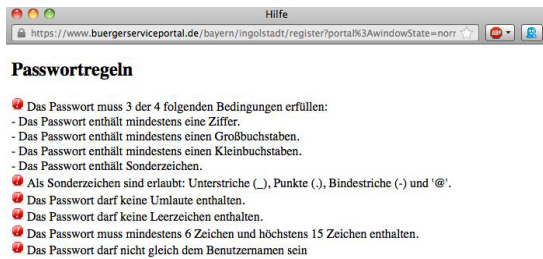 Hilfe
https://www.buergerserviceportal.de/bayern/ingolstadt/register?portal%3AwindowState=norr
Passwortregeln
Das Passwort muss 3 der 4 folgenden Bedingungen erfüllen:
- Das Passwort enthält mindestens eine Ziffer.
- Das Passwort enthält mindestens einen Großbuchstaben.
- Das Passwort enthält mindestens einen Kleinbuchstaben.
- Das Passwort enthält Sonderzeichen.
Als Sonderzeichen sind erlaubt: Unterstriche (_), Punkte (.), Bindestriche (-) und '@'.
Das Passwort darf keine Umlaute enthalten.
Das Passwort darf keine Leerzeichen enthalten.
Das Passwort muss mindestens 6 Zeichen und höchstens 15 Zeichen enthalten.
Das Passwort darf nicht gleich dem Benutzernamen sein